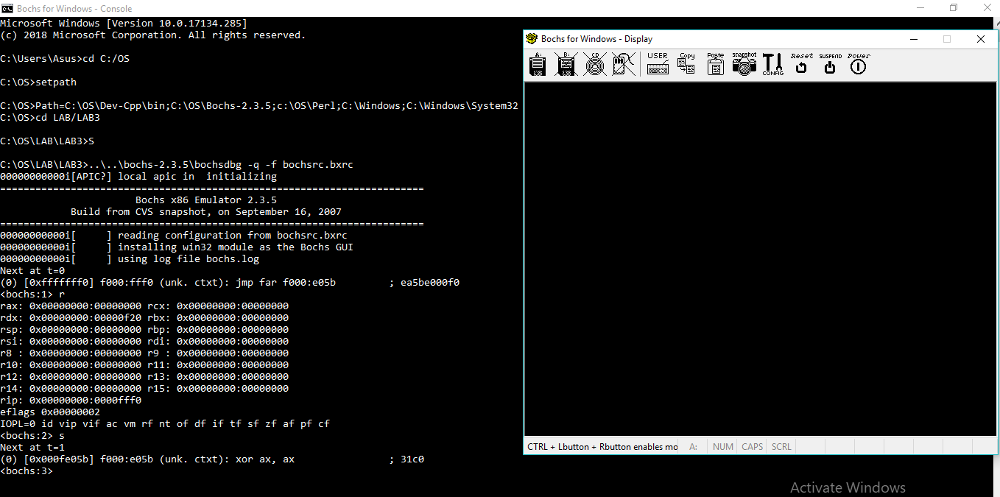 Bochs for Windows - Console
Microsoft Windows [Version 10.0.17134.285]
(c) 2018 Microsoft Corporation. All rights reserved.
C:\Users\Asus>cd C:/OS
C:\OS>setpath
C:\OS>Path=C:\OS\Dev-Cpp\bin;C:\OS\Bochs-2.3.5;c:\OS\Perl;C:\Windows;C:\Windows\System32
C:\OS>cd LAB/LAB3
C:\OS\LAB\LAB3>S
C:\OS\LAB\LAB3>..\..\bochs-2.3.5\bochsdbg -q -f bochsrc.bxrc
00000000000i[APIC?] local apic in  initializing
========================================================================
Bochs x86 Emulator 2.3.5
Build from CVS snapshot, on September 16, 2007
========================================================================
00000000000i[     ] reading configuration from bochsrc.bxrc
00000000000i[     ] installing win32 module as the Bochs GUI
00000000000i[     ] using log file bochs.log
Next at t=0
(0) [0xfffffff0] f000:fff0 (unk. ctxt): jmp far f000:e05b         ; ea5be000f0
<bochs:1> r
rax: 0x00000000:00000000 rcx: 0x00000000:00000000
rdx: 0x00000000:00000f20 rbx: 0x00000000:00000000
rsp: 0x00000000:00000000 rbp: 0x00000000:00000000
rsi: 0x00000000:00000000 rdi: 0x00000000:00000000
r8 : 0x00000000:00000000 r9 : 0x00000000:00000000
r10: 0x00000000:00000000 r11: 0x00000000:00000000
r12: 0x00000000:00000000 r13: 0x00000000:00000000
r14: 0x00000000:00000000 r15: 0x00000000:00000000
rip: 0x00000000:0000fff0
eflags 0x00000002
IOPL=0 id vip vif ac vm rf nt of df if tf sf zf af pf cf
<bochs:2> s
Next at t=1
(0) [0x000fe05b] f000:e05b (unk. ctxt): xor ax, ax                ; 31c0
<bochs:3>
Bochs for Windows - Display
A: B: CD USER Copy Paste snapshot CONFIG Reset SUSPEND Power
CTRL + Lbutton + Rbutton enables mo A: NUM CAPS SCRL
Activate Windows